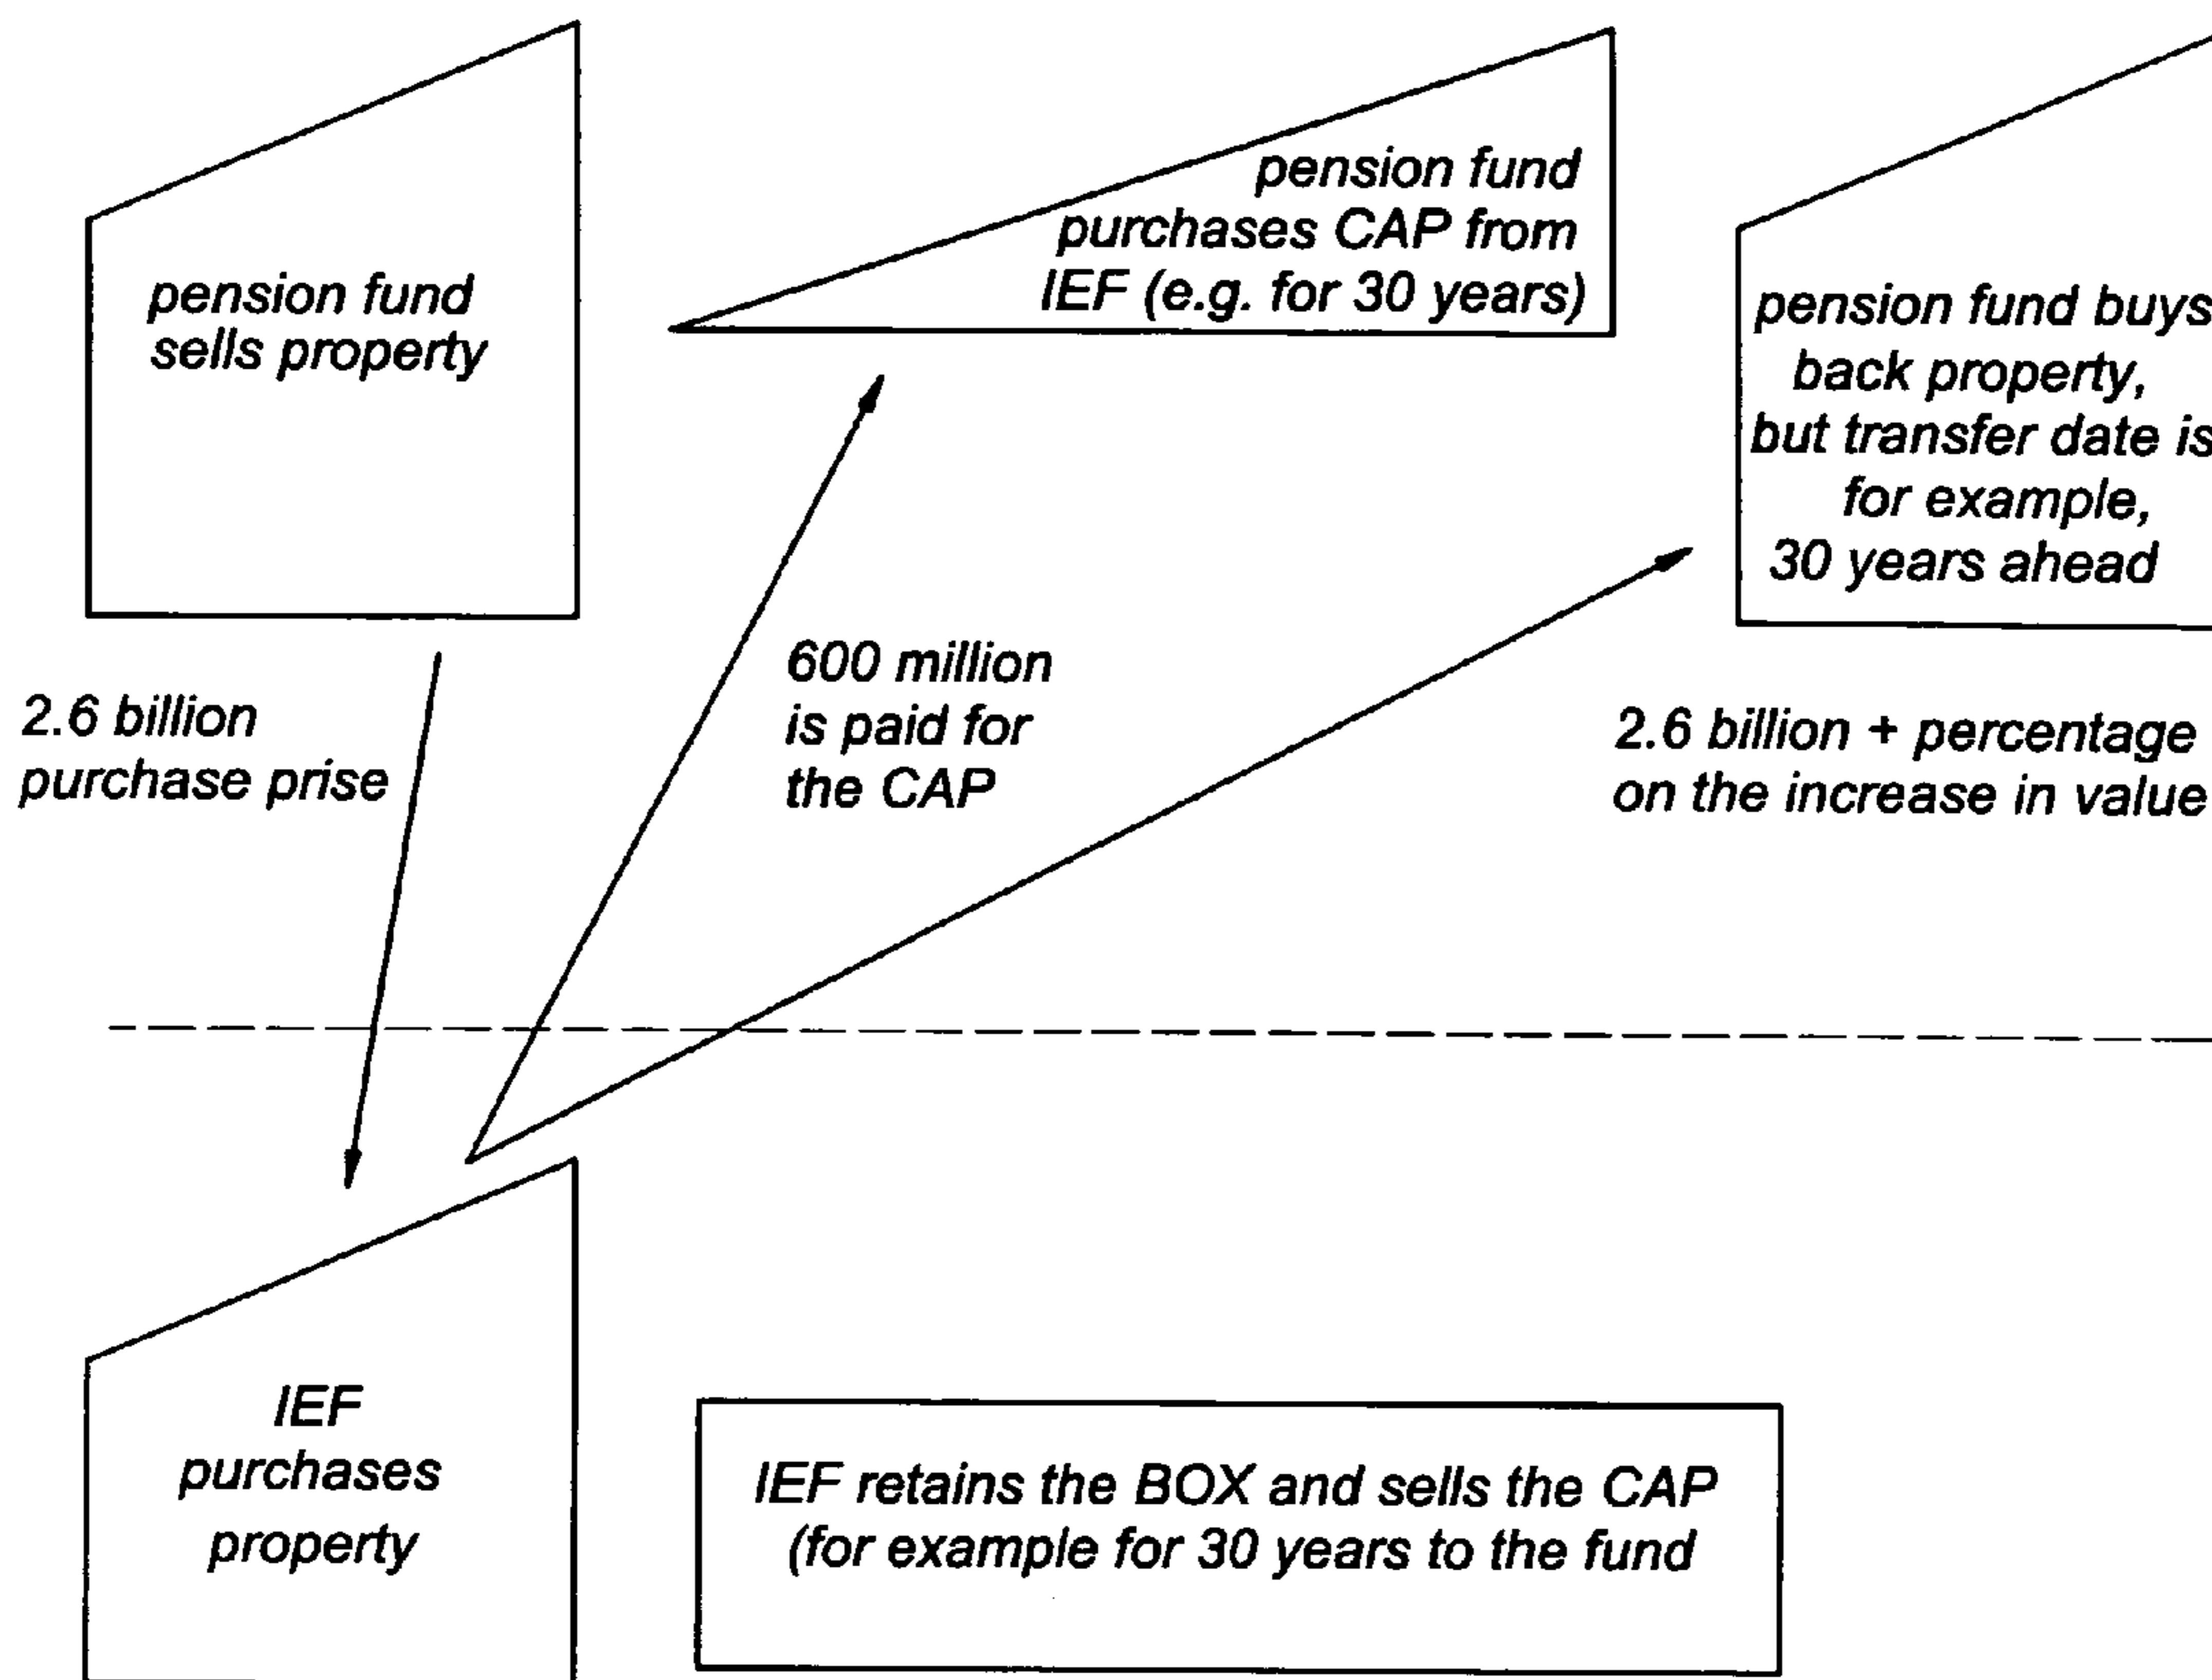 pension fund
sells property
pension fund
purchases CAP from
IEF (e.g. for 30 years)
pension fund buys
back property,
but transfer date is
for example,
30 years ahead
2.6 billion
purchase prise
600 million
is paid for
the CAP
2.6 billion + percentage
on the increase in value
IEF
purchases
property
IEF retains the BOX and sells the CAP
(for example for 30 years to the fund